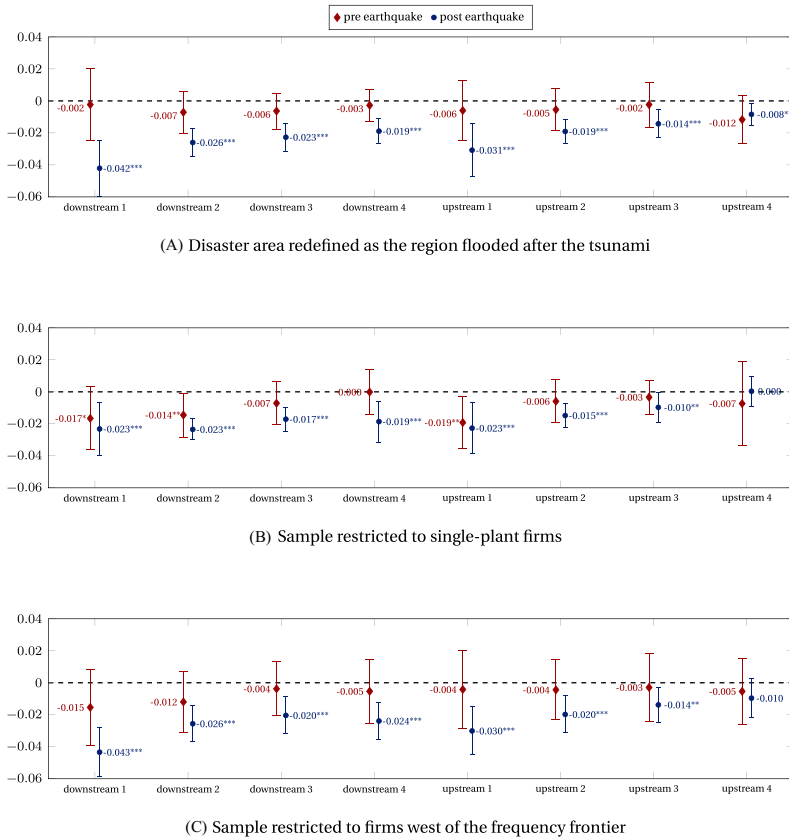 pre earthquake post earthquake
0.04
0.02
0
−0.02
−0.04
−0.06
-0.002 -0.042*** -0.007 -0.026*** -0.006 -0.023*** -0.003 -0.019*** -0.006 -0.031*** -0.005 -0.019*** -0.002 -0.014*** -0.012 -0.008*
downstream 1 downstream 2 downstream 3 downstream 4 upstream 1 upstream 2 upstream 3 upstream 4
(A) Disaster area redefined as the region flooded after the tsunami
0.04
0.02
0
−0.02
−0.04
−0.06
-0.017* -0.023*** -0.014** -0.023*** -0.007 -0.017*** 0.000 -0.019*** -0.019** -0.023*** -0.006 -0.015*** -0.003 -0.010** -0.007 0.000
downstream 1 downstream 2 downstream 3 downstream 4 upstream 1 upstream 2 upstream 3 upstream 4
(B) Sample restricted to single-plant firms
0.04
0.02
0
−0.02
−0.04
−0.06
-0.015 -0.043*** -0.012 -0.026*** -0.004 -0.020*** -0.005 -0.024*** -0.004 -0.030*** -0.004 -0.020*** -0.003 -0.014** -0.005 -0.010
downstream 1 downstream 2 downstream 3 downstream 4 upstream 1 upstream 2 upstream 3 upstream 4
(C) Sample restricted to firms west of the frequency frontier